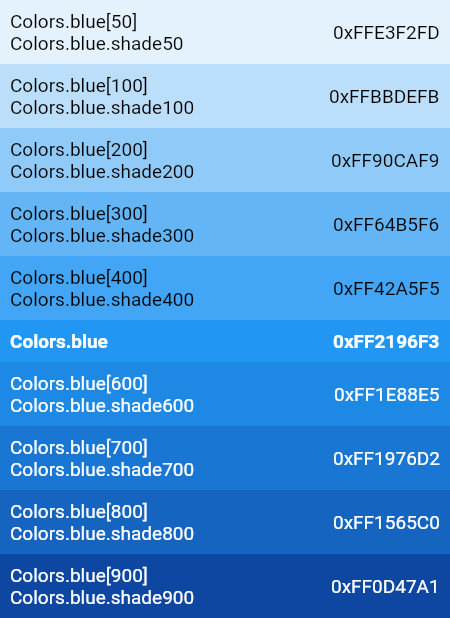 Colors.blue[50]
Colors.blue.shade50
0xFFE3F2FD
Colors.blue[100]
Colors.blue.shade100
0xFFBBDEFB
Colors.blue[200]
Colors.blue.shade200
0xFF90CAF9
Colors.blue[300]
Colors.blue.shade300
0xFF64B5F6
Colors.blue[400]
Colors.blue.shade400
0xFF42A5F5
Colors.blue
0xFF2196F3
Colors.blue[600]
Colors.blue.shade600
0xFF1E88E5
Colors.blue[700]
Colors.blue.shade700
0xFF1976D2
Colors.blue[800]
Colors.blue.shade800
0xFF1565C0
Colors.blue[900]
Colors.blue.shade900
0xFF0D47A1